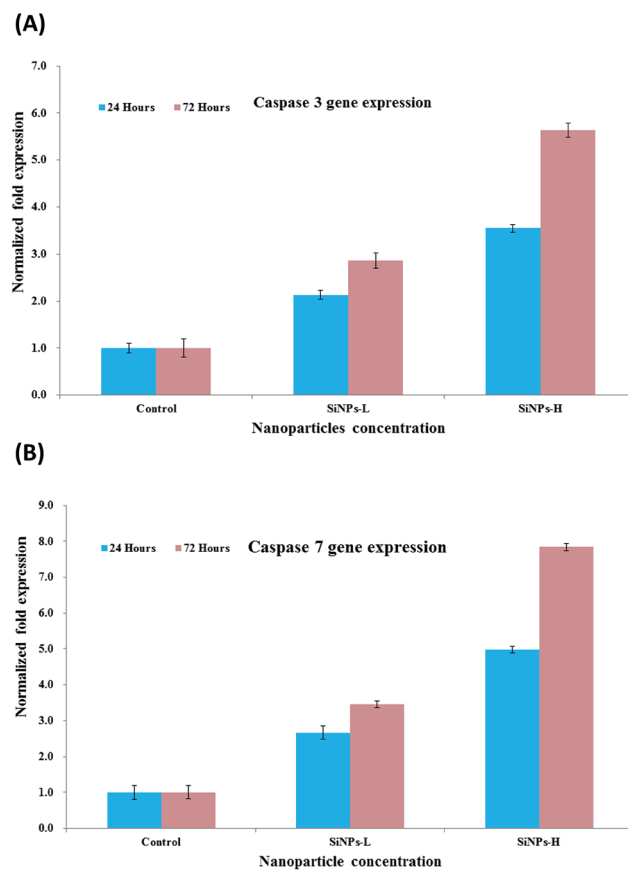 (A)
Caspase 3 gene expression
24 Hours
72 Hours
Normalized fold expression
7.0
6.0
5.0
4.0
3.0
2.0
1.0
0.0
Control
SiNPs-L
SiNPs-H
Nanoparticles concentration
(B)
Caspase 7 gene expression
24 Hours
72 Hours
Normalized fold expression
9.0
8.0
7.0
6.0
5.0
4.0
3.0
2.0
1.0
0.0
Control
SiNPs-L
SiNPs-H
Nanoparticle concentration